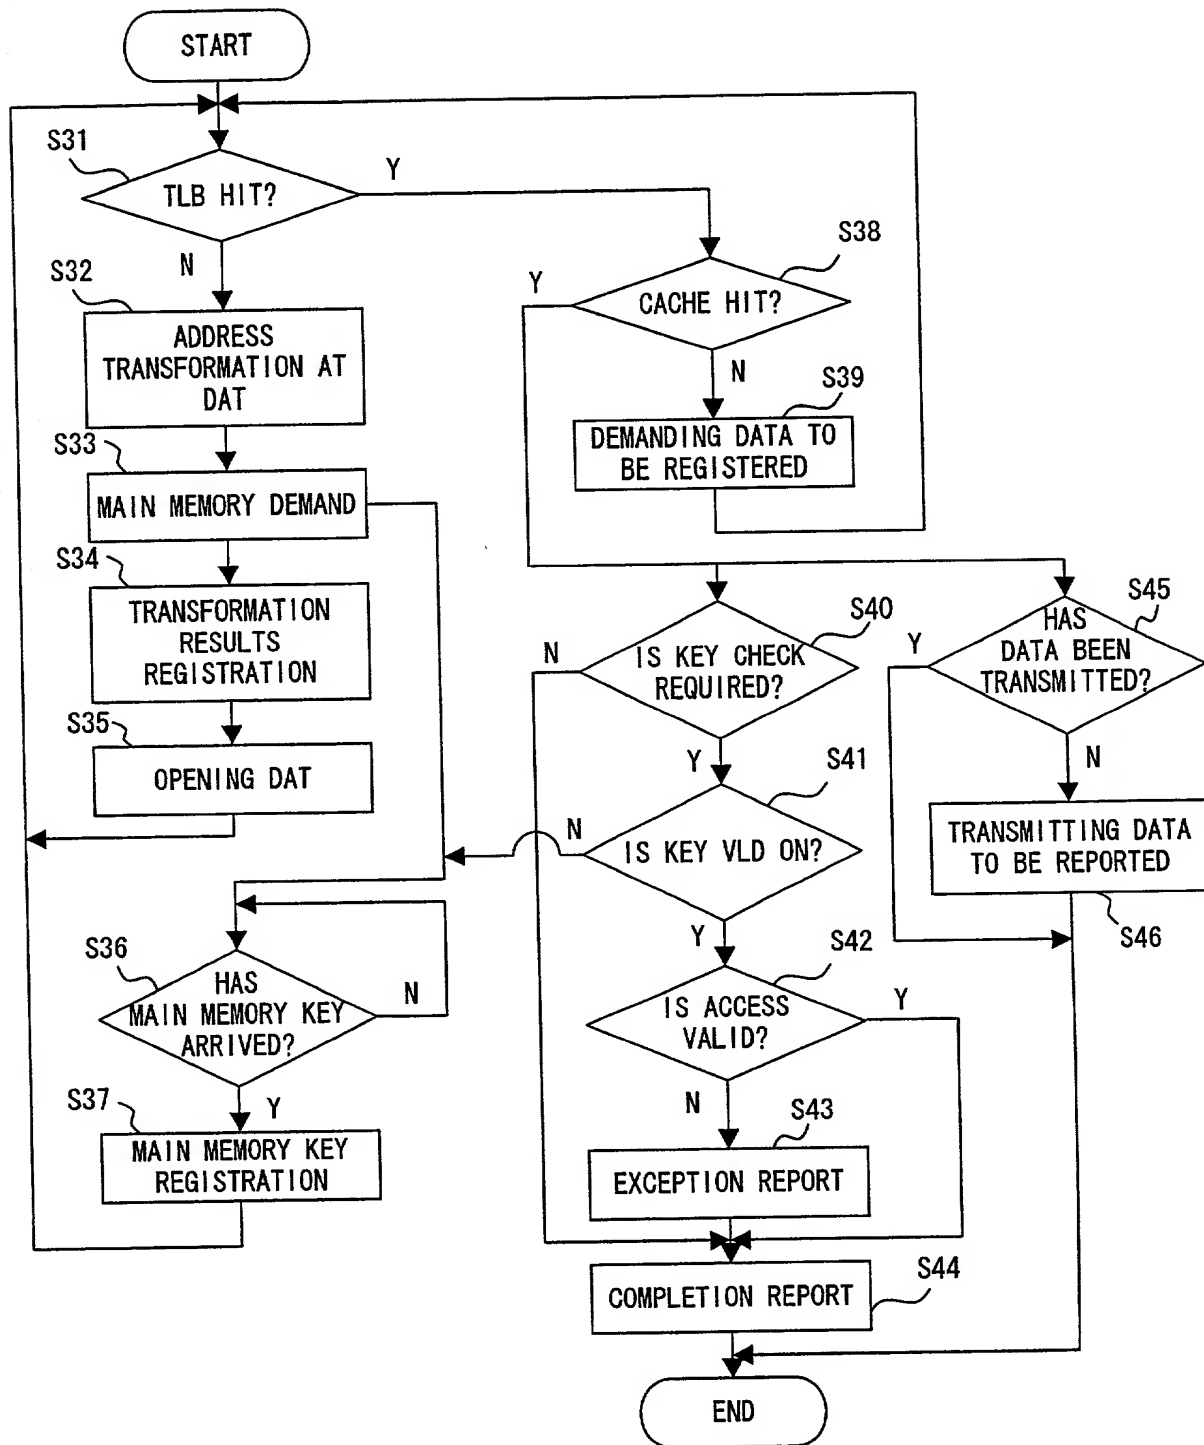 START
S31
TLB HIT?
Y
N
S32
ADDRESS
TRANSFORMATION AT
DAT
S33
MAIN MEMORY DEMAND
S34
TRANSFORMATION
RESULTS
REGISTRATION
S35
OPENING DAT
S36
HAS
MAIN MEMORY KEY
ARRIVED?
N
Y
S37
MAIN MEMORY KEY
REGISTRATION
S38
CACHE HIT?
Y
N
S39
DEMANDING DATA TO
BE REGISTERED
S40
IS KEY CHECK
REQUIRED?
N
Y
S41
IS KEY VLD ON?
N
Y
S42
IS ACCESS
VALID?
Y
N
S43
EXCEPTION REPORT
S44
COMPLETION REPORT
S45
HAS
DATA BEEN
TRANSMITTED?
Y
N
TRANSMITTING DATA
TO BE REPORTED
S46
END